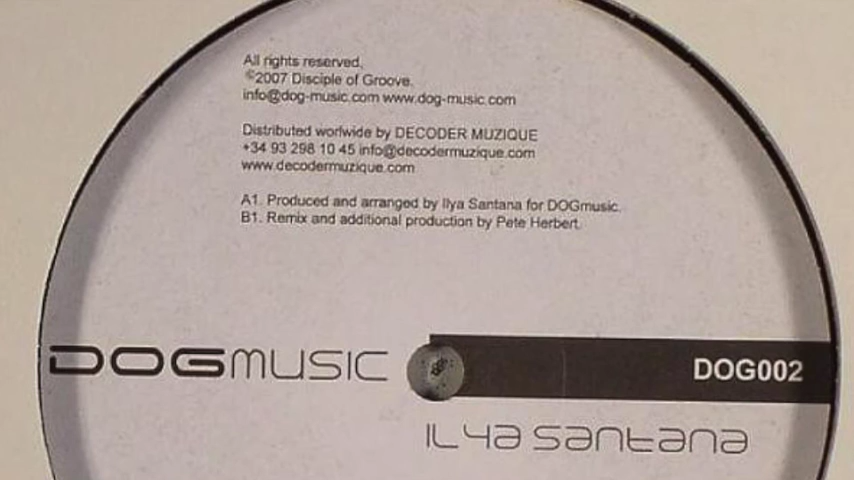 All rights reserved.
©2007 Disciple of Groove.
info@dog-music.com www.dog-music.com
Distributed worlwide by DECODER MUZIQUE
+34 93 298 10 45 info@decodermuzique.com
www.decodermuzique.com
A1. Produced and arranged by Ilya Santana for DOGmusic.
B1. Remix and additional production by Pete Herbert.
DOGMUSIC
DOG002
ILYa santana